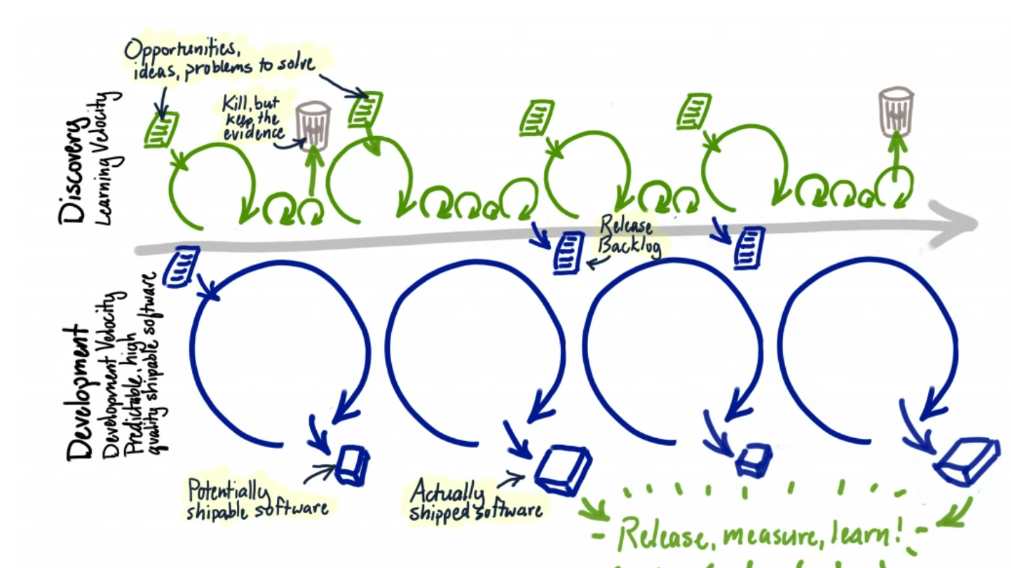 Opportunities,
ideas, problems to solve
Kill, but
keep the
evidence
Discovery
Learning Velocity
Release
Backlog
Development
Development Velocity
Predictable, high
quality shipable software
Potentially
shipable software
Actually
shipped software
- Release, measure, learn! -